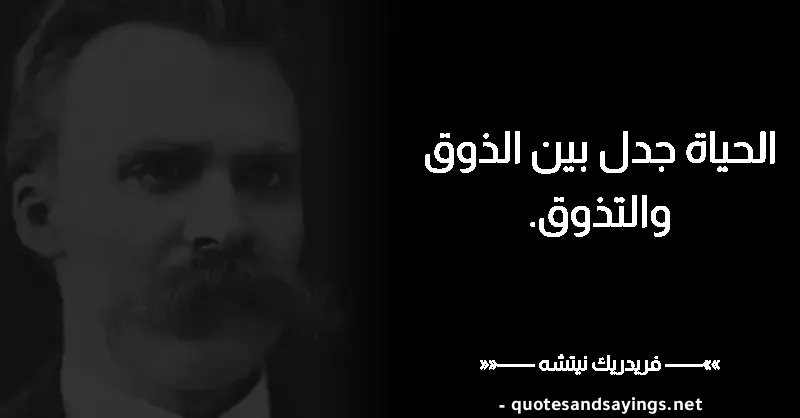 الحياة جدل بين الذوق
والتذوق.
»»—— فريدريك نيتشه ——««
- quotesandsayings.net